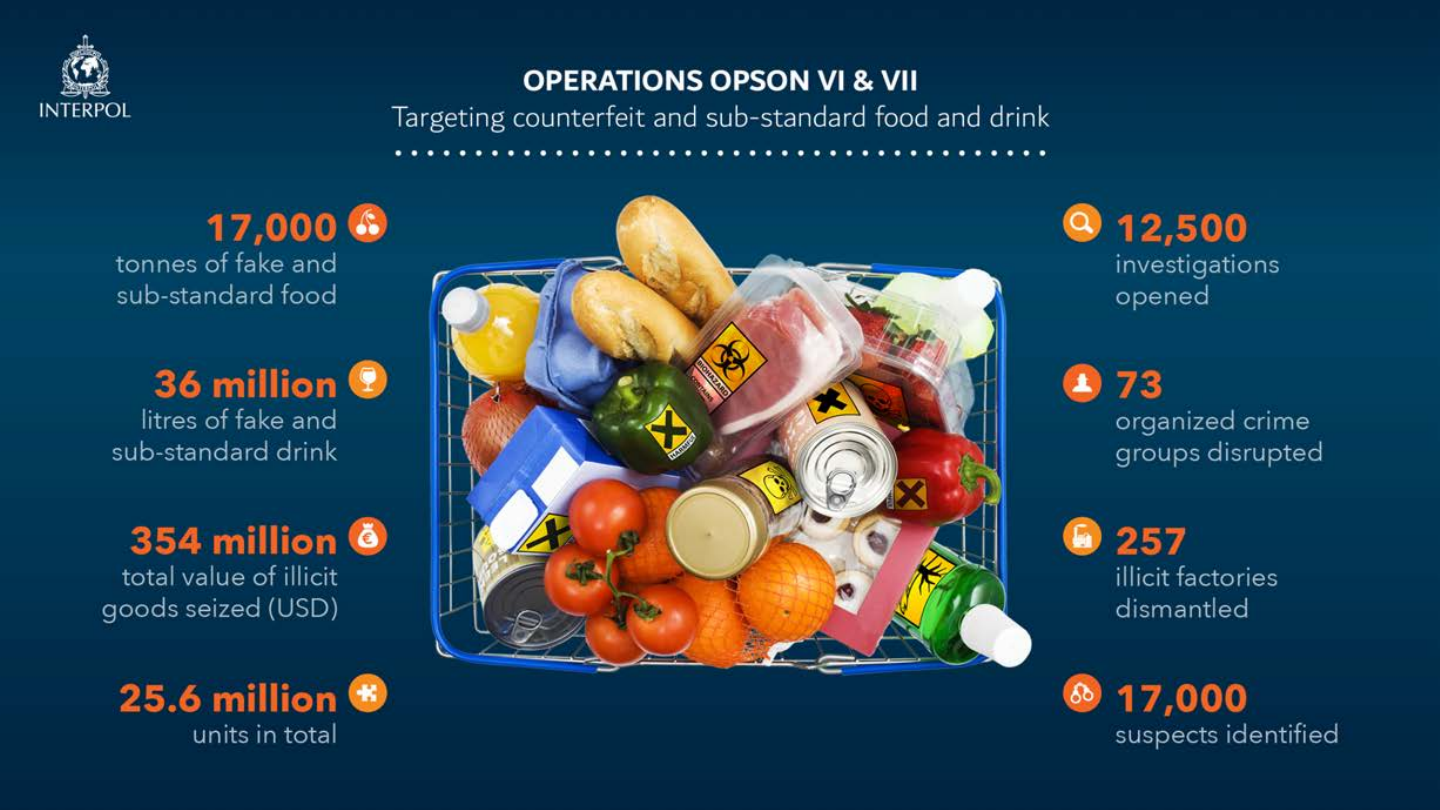 INTERPOL
OPERATIONS OPSON VI & VII
Targeting counterfeit and sub-standard food and drink
17,000
tonnes of fake and
sub-standard food
36 million
litres of fake and
sub-standard drink
354 million
total value of illicit
goods seized (USD)
25.6 million
units in total
BIOHAZARD
HARMFUL
12,500
investigations
opened
73
organized crime
groups disrupted
257
illicit factories
dismantled
17,000
suspects identified